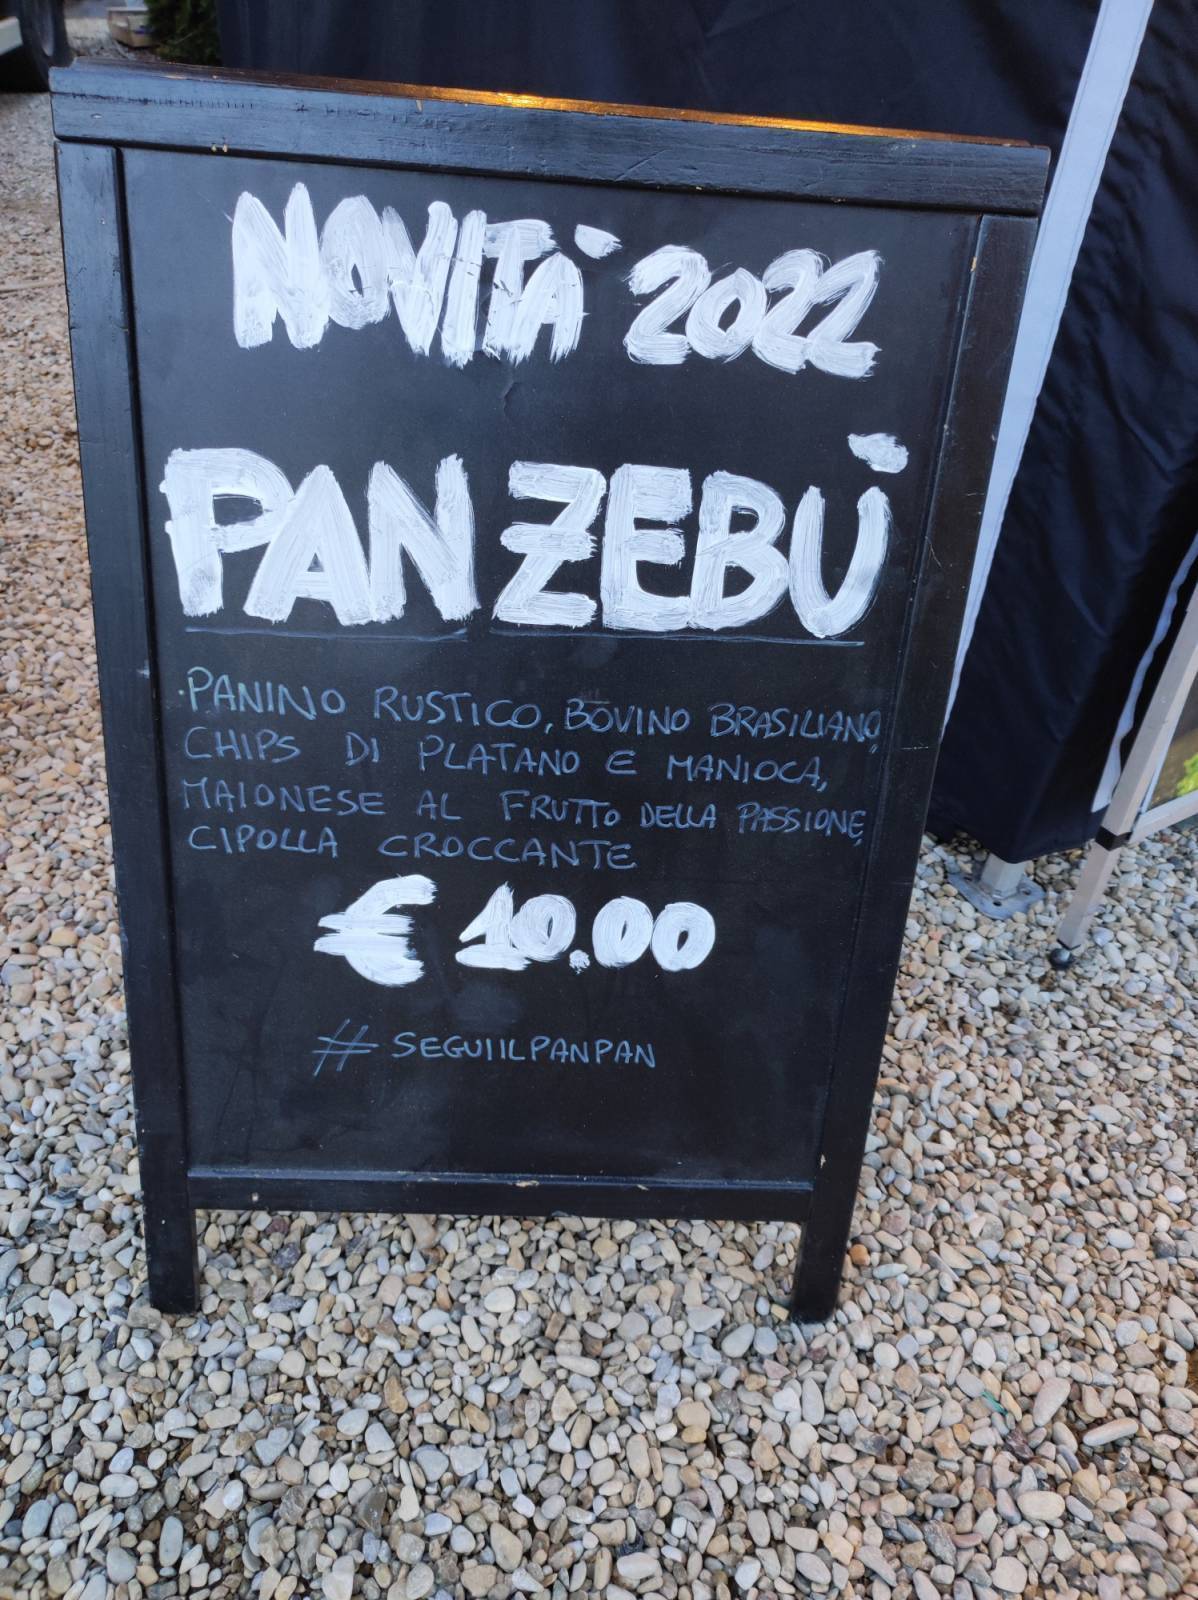 NOVITÀ 2022
PAN ZEBÙ
·PANINO RUSTICO, BOVINO BRASILIANO,
CHIPS DI PLATANO E MANIOCA,
MAIONESE AL FRUTTO DELLA PASSIONE,
CIPOLLA CROCCANTE
€ 10.00
# SEGUIILPANPAN